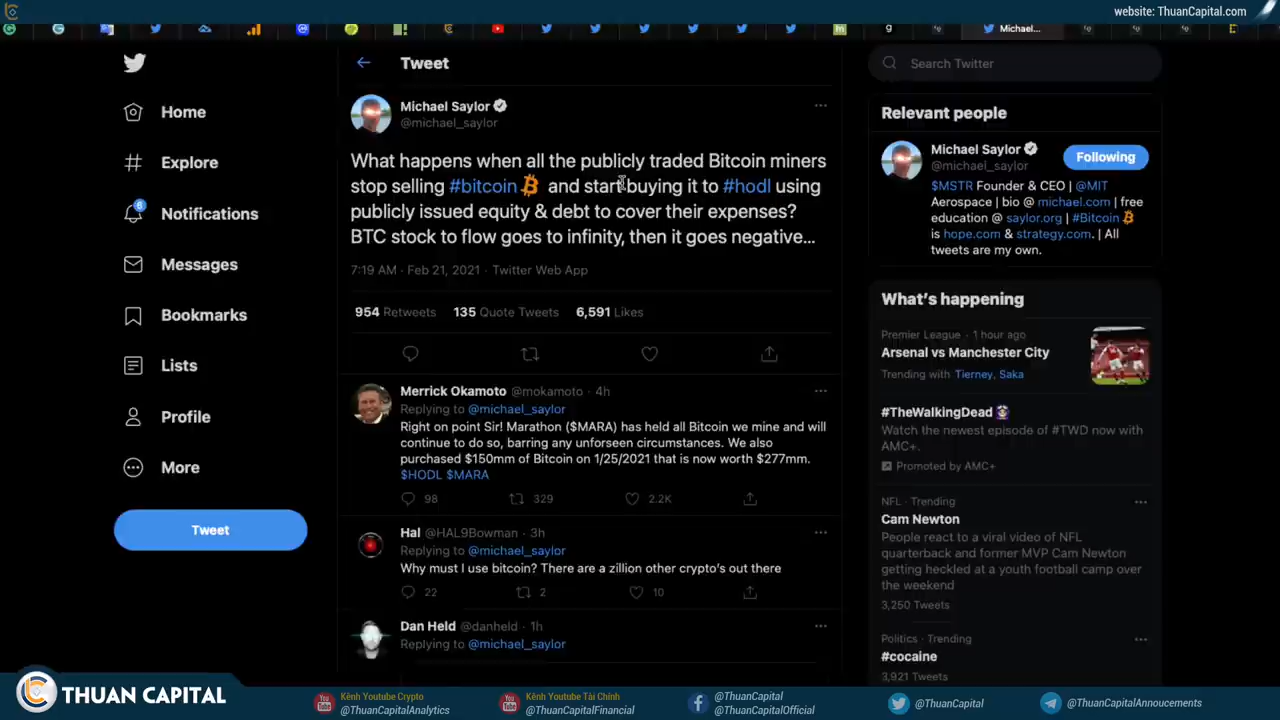 website: ThuanCapital.com
Michael...
Tweet
Search Twitter
Home
Explore
6
Notifications
Messages
Bookmarks
Lists
Profile
More
Tweet
Michael Saylor
@michael_saylor
What happens when all the publicly traded Bitcoin miners
stop selling #bitcoin and start buying it to #hodl using
publicly issued equity & debt to cover their expenses?
BTC stock to flow goes to infinity, then it goes negative...
7:19 AM · Feb 21, 2021 · Twitter Web App
954 Retweets 135 Quote Tweets 6,591 Likes
Merrick Okamoto @mokamoto · 4h
Replying to @michael_saylor
Right on point Sir! Marathon ($MARA) has held all Bitcoin we mine and will
continue to do so, barring any unforseen circumstances. We also
purchased $150mm of Bitcoin on 1/25/2021 that is now worth $277mm.
$HODL $MARA
98 329 2.2K
Hal @HAL9Bowman · 3h
Replying to @michael_saylor
Why must I use bitcoin? There are a zillion other crypto's out there
22 2 10
Dan Held @danheld · 1h
Replying to @michael_saylor
Relevant people
Michael Saylor
@michael_saylor
Following
$MSTR Founder & CEO | @MIT
Aerospace | bio @ michael.com | free
education @ saylor.org | #Bitcoin
is hope.com & strategy.com. | All
tweets are my own.
What's happening
Premier League · 1 hour ago
Arsenal vs Manchester City
Trending with Tierney, Saka
#TheWalkingDead
Watch the newest episode of #TWD now with
AMC+.
Promoted by AMC+
NFL · Trending
Cam Newton
People react to a viral video of NFL
quarterback and former MVP Cam Newton
getting heckled at a youth football camp over
the weekend
3,250 Tweets
Politics · Trending
#cocaine
3,921 Tweets
THUAN CAPITAL
Kênh Youtube Crypto
@ThuanCapitalAnalytics
Kênh Youtube Tài Chính
@ThuanCapitalFinancial
@ThuanCapital
@ThuanCapitalOfficial
@ThuanCapital
@ThuanCapitalAnnoucements